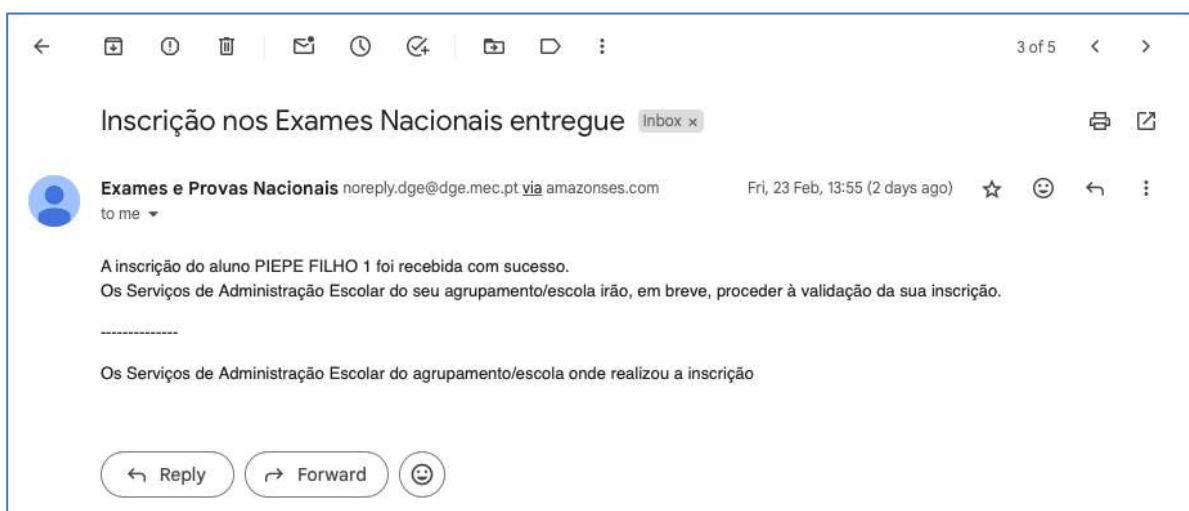 3 of 5
Inscrição nos Exames Nacionais entregue Inbox x
Exames e Provas Nacionais noreply.dge@dge.mec.pt via amazonses.com Fri, 23 Feb, 13:55 (2 days ago)
to me
A inscrição do aluno PIEPE FILHO 1 foi recebida com sucesso.
Os Serviços de Administração Escolar do seu agrupamento/escola irão, em breve, proceder à validação da sua inscrição.
--------------
Os Serviços de Administração Escolar do agrupamento/escola onde realizou a inscrição
Reply Forward